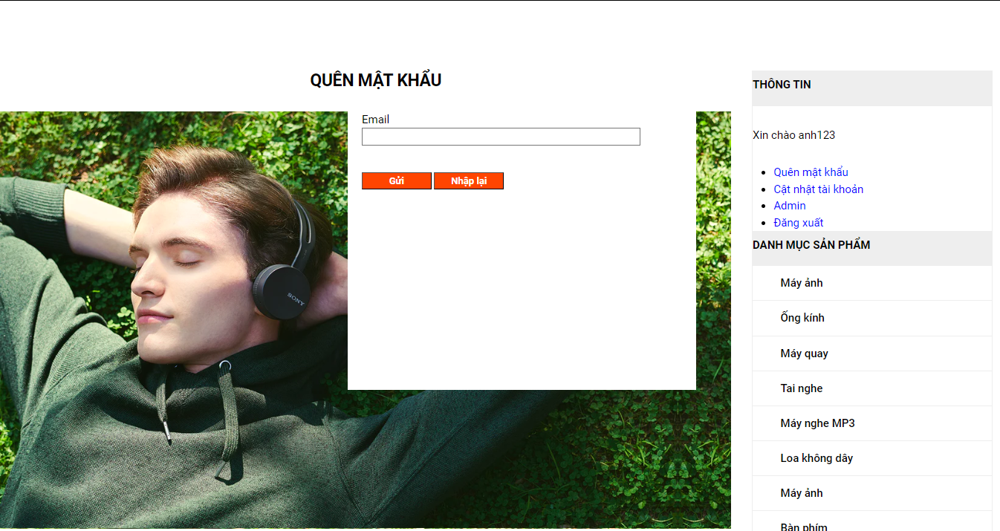 QUÊN MẬT KHẨU
Email
Gửi
Nhập lại
SONY
THÔNG TIN
Xin chào anh123
Quên mật khẩu
Cật nhật tài khoản
Admin
Đăng xuất
DANH MỤC SẢN PHẨM
Máy ảnh
Ống kính
Máy quay
Tai nghe
Máy nghe MP3
Loa không dây
Máy ảnh
Bàn phím